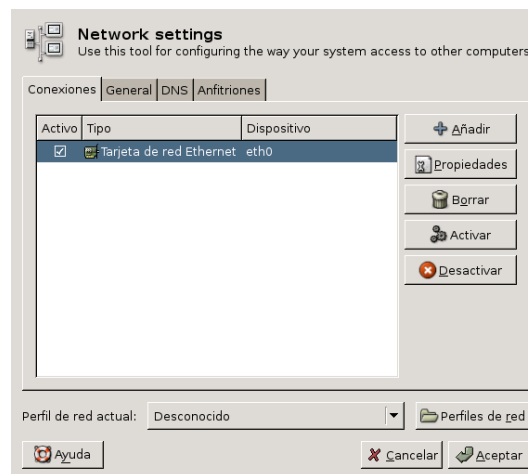 Network settings
Use this tool for configuring the way your system access to other computers
Conexiones General DNS Anfitriones
Activo Tipo Dispositivo
Tarjeta de red Ethernet eth0
Añadir
Propiedades
Borrar
Activar
Desactivar
Perfil de red actual: Desconocido Perfiles de red
Ayuda Cancelar Aceptar